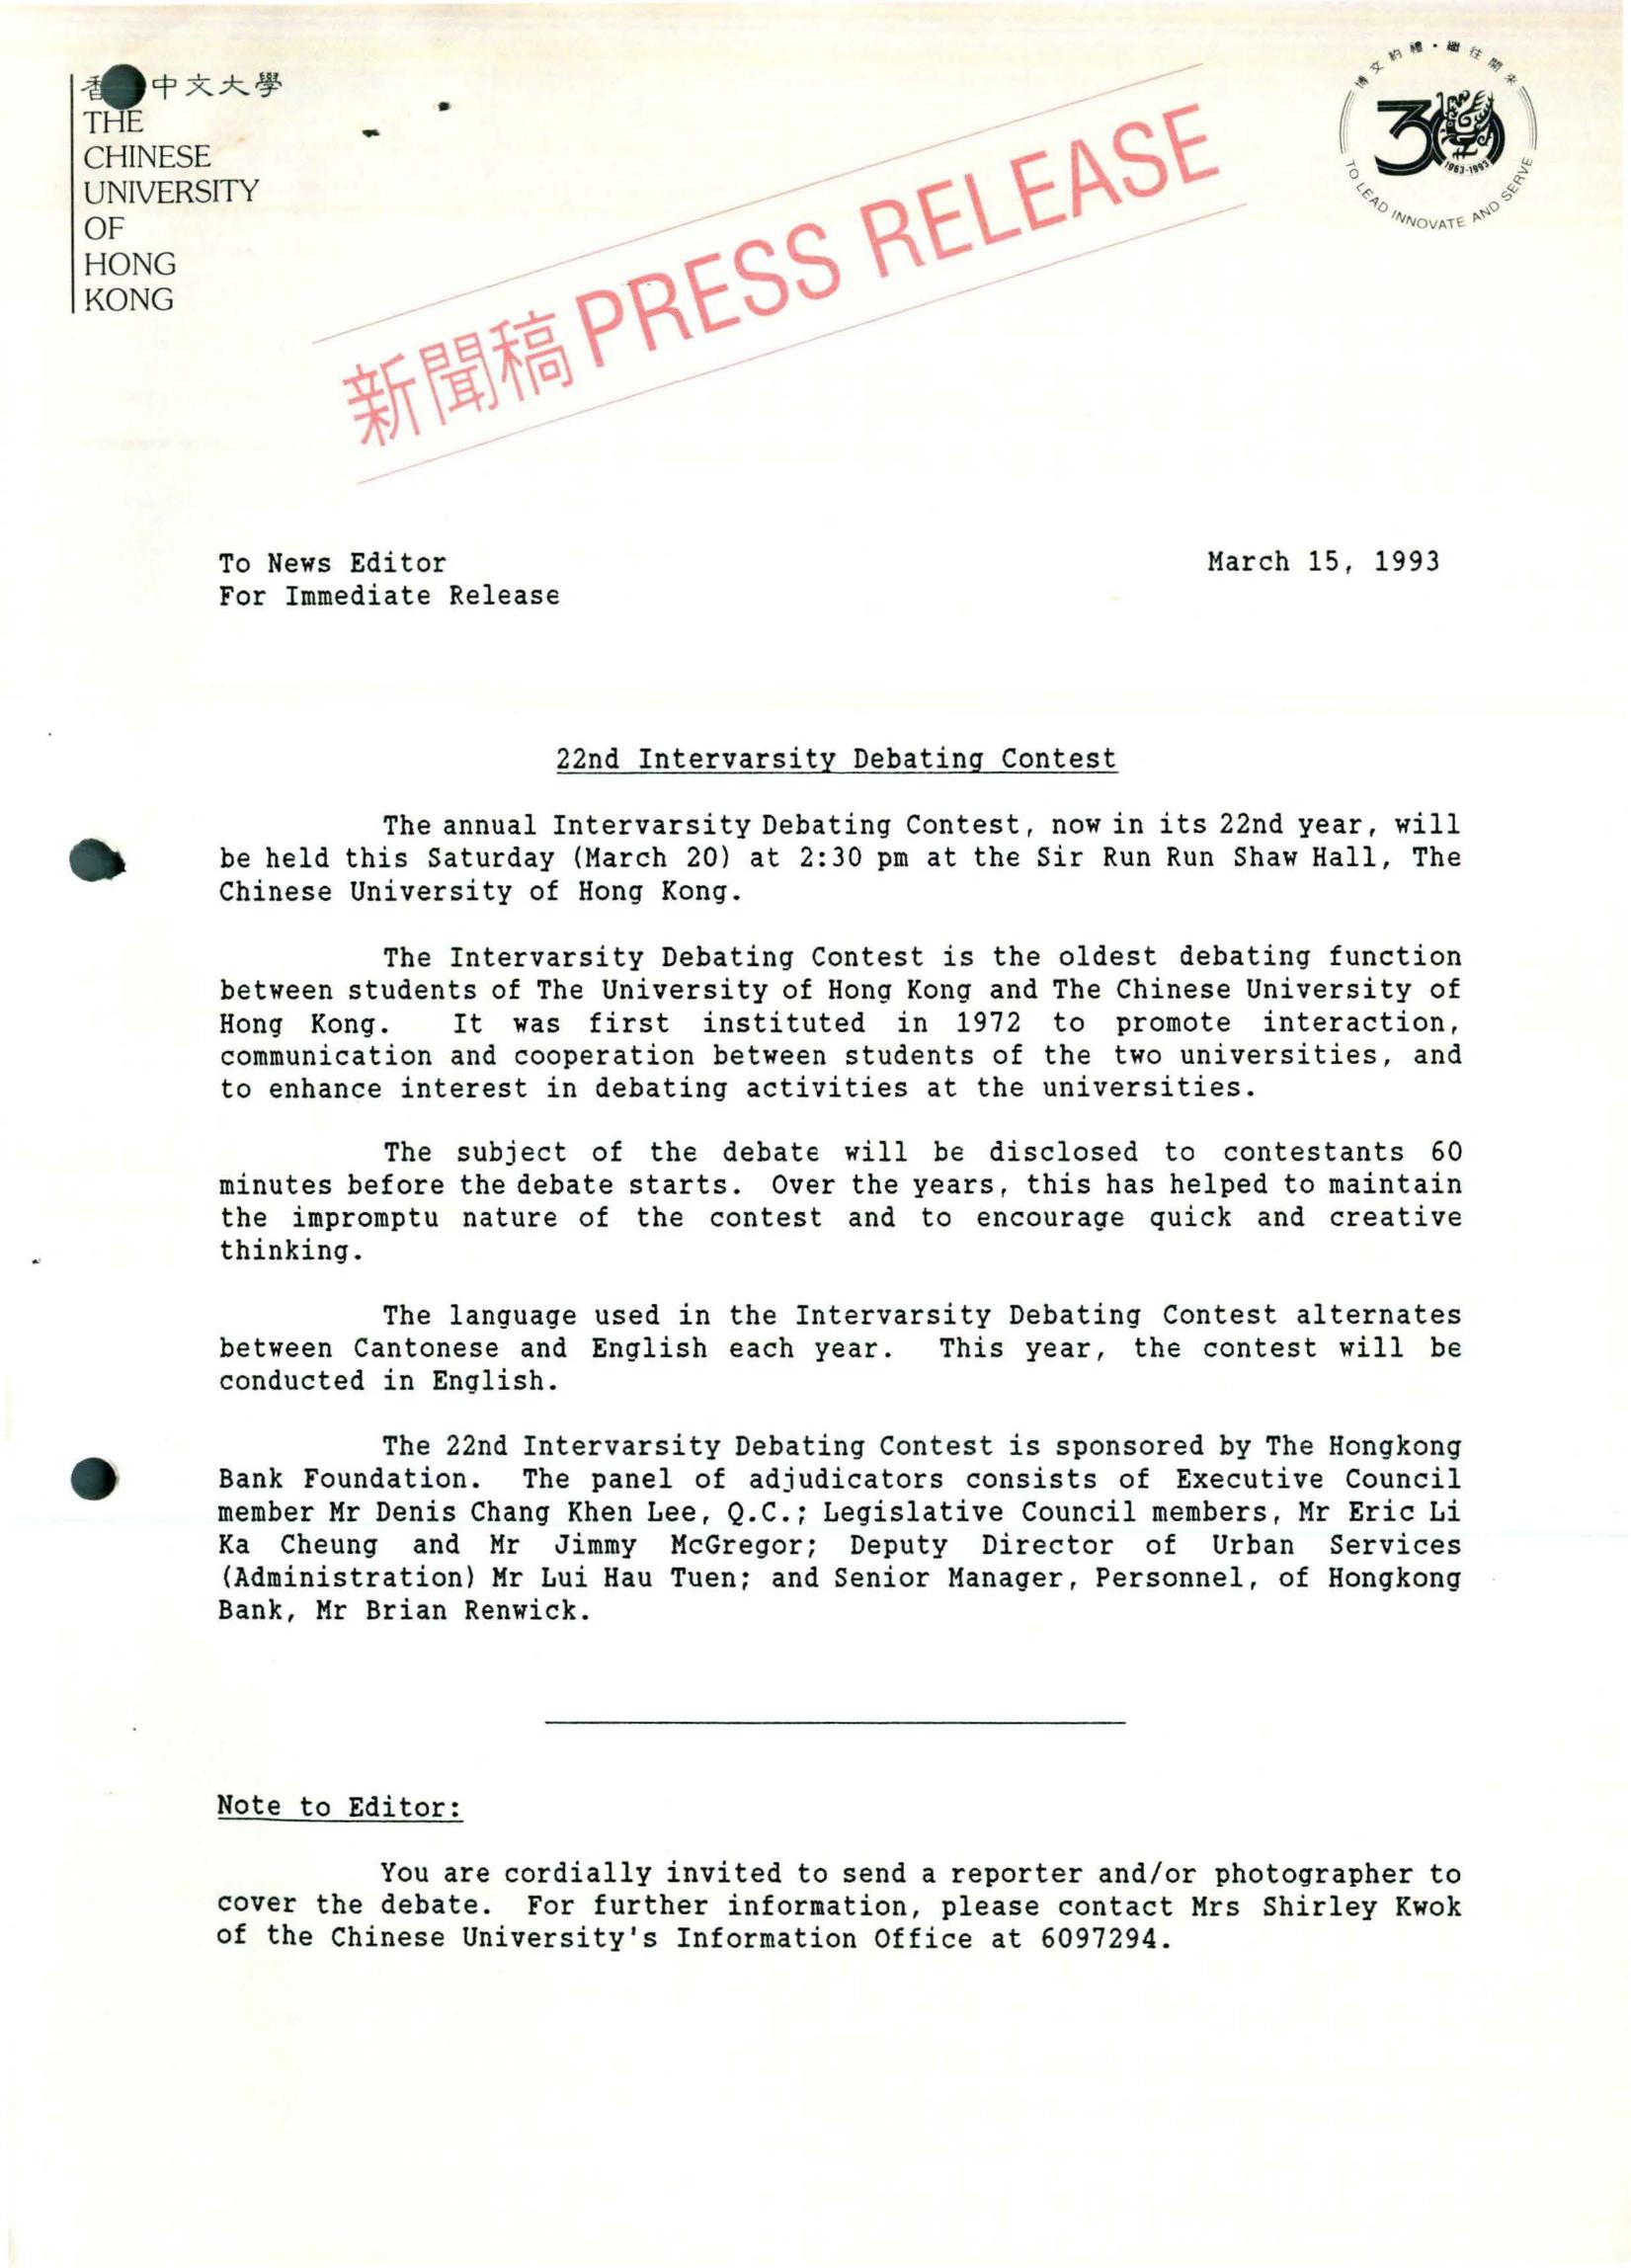 香 中文大學
THE
CHINESE
UNIVERSITY
OF
HONG
KONG
新聞稿 PRESS RELEASE
博文約禮・繼往開來
30
1963-1993
TO LEAD INNOVATE AND SERVE
To News Editor
March 15, 1993
For Immediate Release
22nd Intervarsity Debating Contest
The annual Intervarsity Debating Contest, now in its 22nd year, will
be held this Saturday (March 20) at 2:30 pm at the Sir Run Run Shaw Hall, The
Chinese University of Hong Kong.
The Intervarsity Debating Contest is the oldest debating function
between students of The University of Hong Kong and The Chinese University of
Hong Kong. It was first instituted in 1972 to promote interaction,
communication and cooperation between students of the two universities, and
to enhance interest in debating activities at the universities.
The subject of the debate will be disclosed to contestants 60
minutes before the debate starts. Over the years, this has helped to maintain
the impromptu nature of the contest and to encourage quick and creative
thinking.
The language used in the Intervarsity Debating Contest alternates
between Cantonese and English each year. This year, the contest will be
conducted in English.
The 22nd Intervarsity Debating Contest is sponsored by The Hongkong
Bank Foundation. The panel of adjudicators consists of Executive Council
member Mr Denis Chang Khen Lee, Q.C.; Legislative Council members, Mr Eric Li
Ka Cheung and Mr Jimmy McGregor; Deputy Director of Urban Services
(Administration) Mr Lui Hau Tuen; and Senior Manager, Personnel, of Hongkong
Bank, Mr Brian Renwick.
Note to Editor:
You are cordially invited to send a reporter and/or photographer to
cover the debate. For further information, please contact Mrs Shirley Kwok
of the Chinese University's Information Office at 6097294.